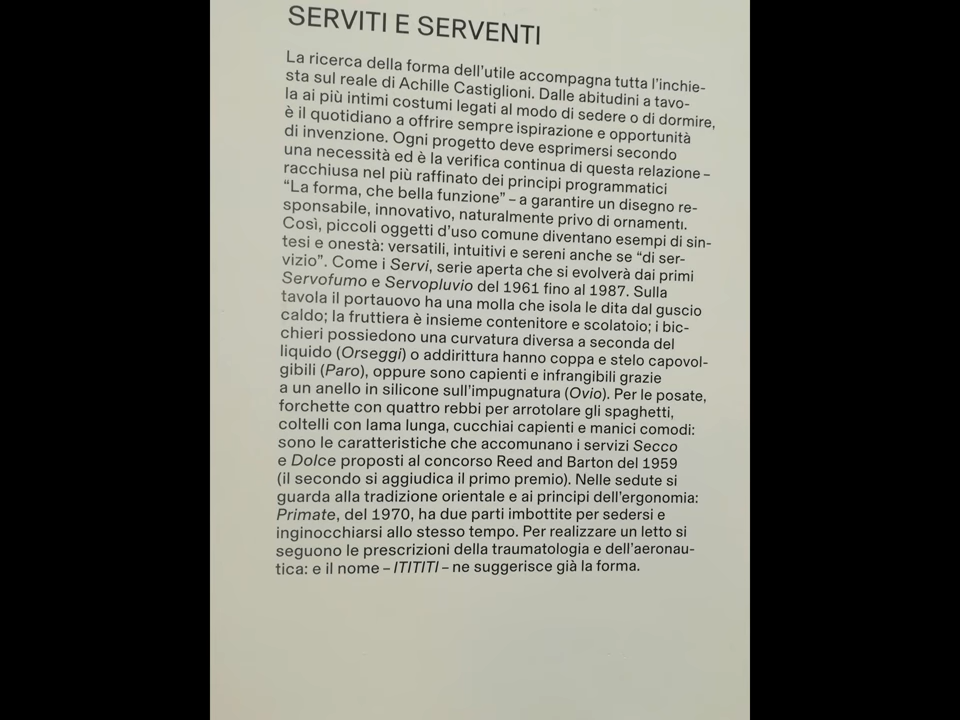 SERVITI E SERVENTI
La ricerca della forma dell'utile accompagna tutta l'inchie-
sta sul reale di Achille Castiglioni. Dalle abitudini a tavo-
la ai più intimi costumi legati al modo di sedere o di dormire,
è il quotidiano a offrire sempre ispirazione e opportunità
di invenzione. Ogni progetto deve esprimersi secondo
una necessità ed è la verifica continua di questa relazione –
racchiusa nel più raffinato dei principi programmatici
“La forma, che bella funzione” – a garantire un disegno re-
sponsabile, innovativo, naturalmente privo di ornamenti.
Così, piccoli oggetti d'uso comune diventano esempi di sin-
tesi e onestà: versatili, intuitivi e sereni anche se “di ser-
vizio”. Come i Servi, serie aperta che si evolverà dai primi
Servofumo e Servopluvio del 1961 fino al 1987. Sulla
tavola il portauovo ha una molla che isola le dita dal guscio
caldo; la fruttiera è insieme contenitore e scolatoio; i bic-
chieri possiedono una curvatura diversa a seconda del
liquido (Orseggi) o addirittura hanno coppa e stelo capovol-
gibili (Paro), oppure sono capienti e infrangibili grazie
a un anello in silicone sull'impugnatura (Ovio). Per le posate,
forchette con quattro rebbi per arrotolare gli spaghetti,
coltelli con lama lunga, cucchiai capienti e manici comodi:
sono le caratteristiche che accomunano i servizi Secco
e Dolce proposti al concorso Reed and Barton del 1959
(il secondo si aggiudica il primo premio). Nelle sedute si
guarda alla tradizione orientale e ai principi dell'ergonomia:
Primate, del 1970, ha due parti imbottite per sedersi e
inginocchiarsi allo stesso tempo. Per realizzare un letto si
seguono le prescrizioni della traumatologia e dell'aeronau-
tica: e il nome – ITITITI – ne suggerisce già la forma.